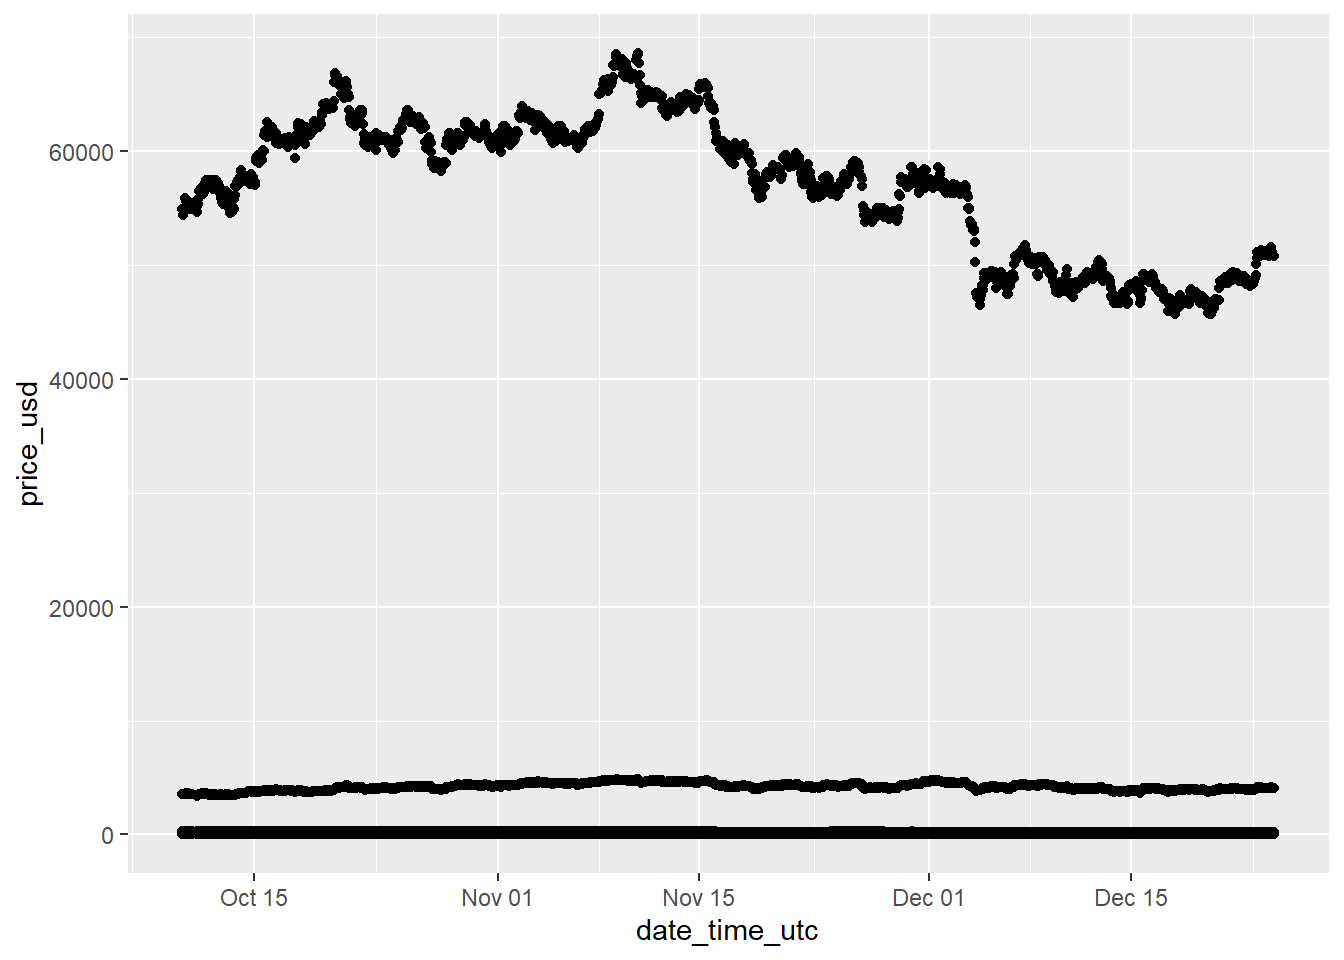 60000
40000
20000
0
price_usd
Oct 15
Nov 01
Nov 15
Dec 01
Dec 15
date_time_utc